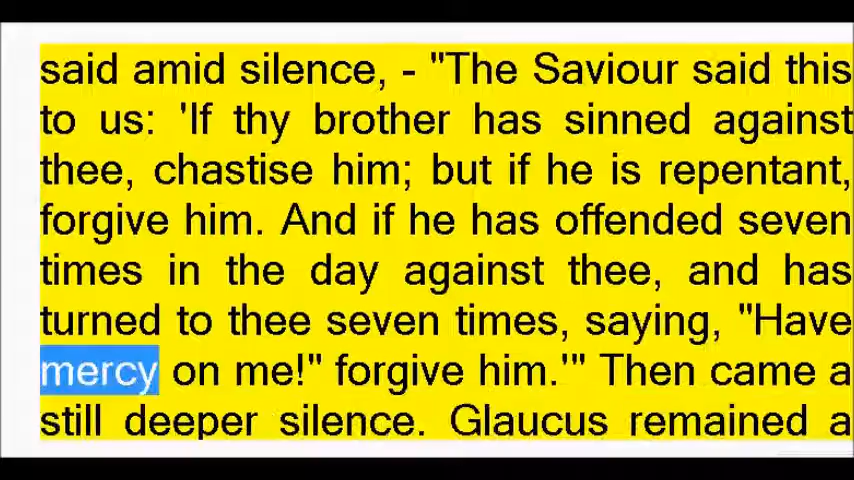 said amid silence, - "The Saviour said this
to us: 'If thy brother has sinned against
thee, chastise him; but if he is repentant,
forgive him. And if he has offended seven
times in the day against thee, and has
turned to thee seven times, saying, "Have
mercy on me!" forgive him.'" Then came a
still deeper silence. Glaucus remained a